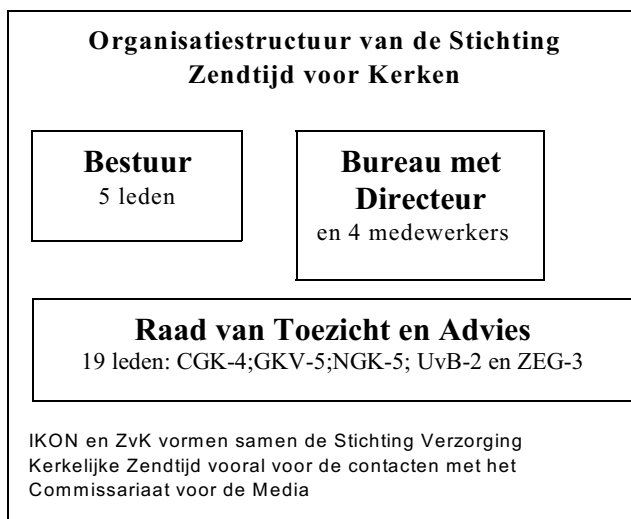 Organisatiestructuur van de Stichting
Zendtijd voor Kerken
Bestuur
5 leden
Bureau met
Directeur
en 4 medewerkers
Raad van Toezicht en Advies
19 leden: CGK-4;GKV-5;NGK-5; UvB-2 en ZEG-3
IKON en ZvK vormen samen de Stichting Verzorging
Kerkelijke Zendtijd vooral voor de contacten met het
Commissariaat voor de Media